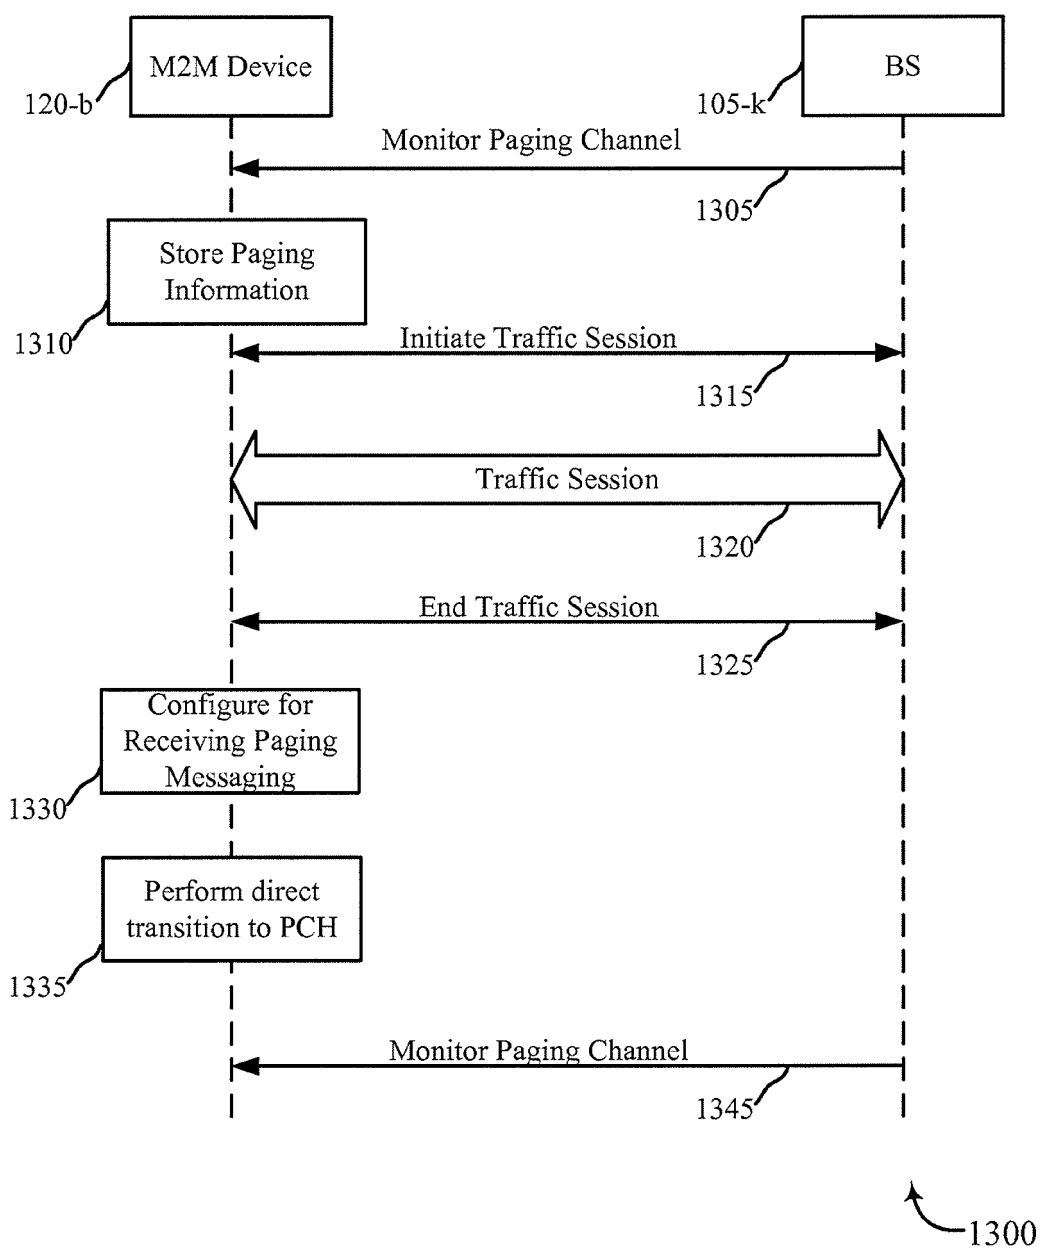 M2M Device
BS
120-b
105-k
Monitor Paging Channel
1305
Store Paging
Information
1310
Initiate Traffic Session
1315
Traffic Session
1320
End Traffic Session
1325
Configure for
Receiving Paging
Messaging
1330
Perform direct
transition to PCH
1335
Monitor Paging Channel
1345
1300